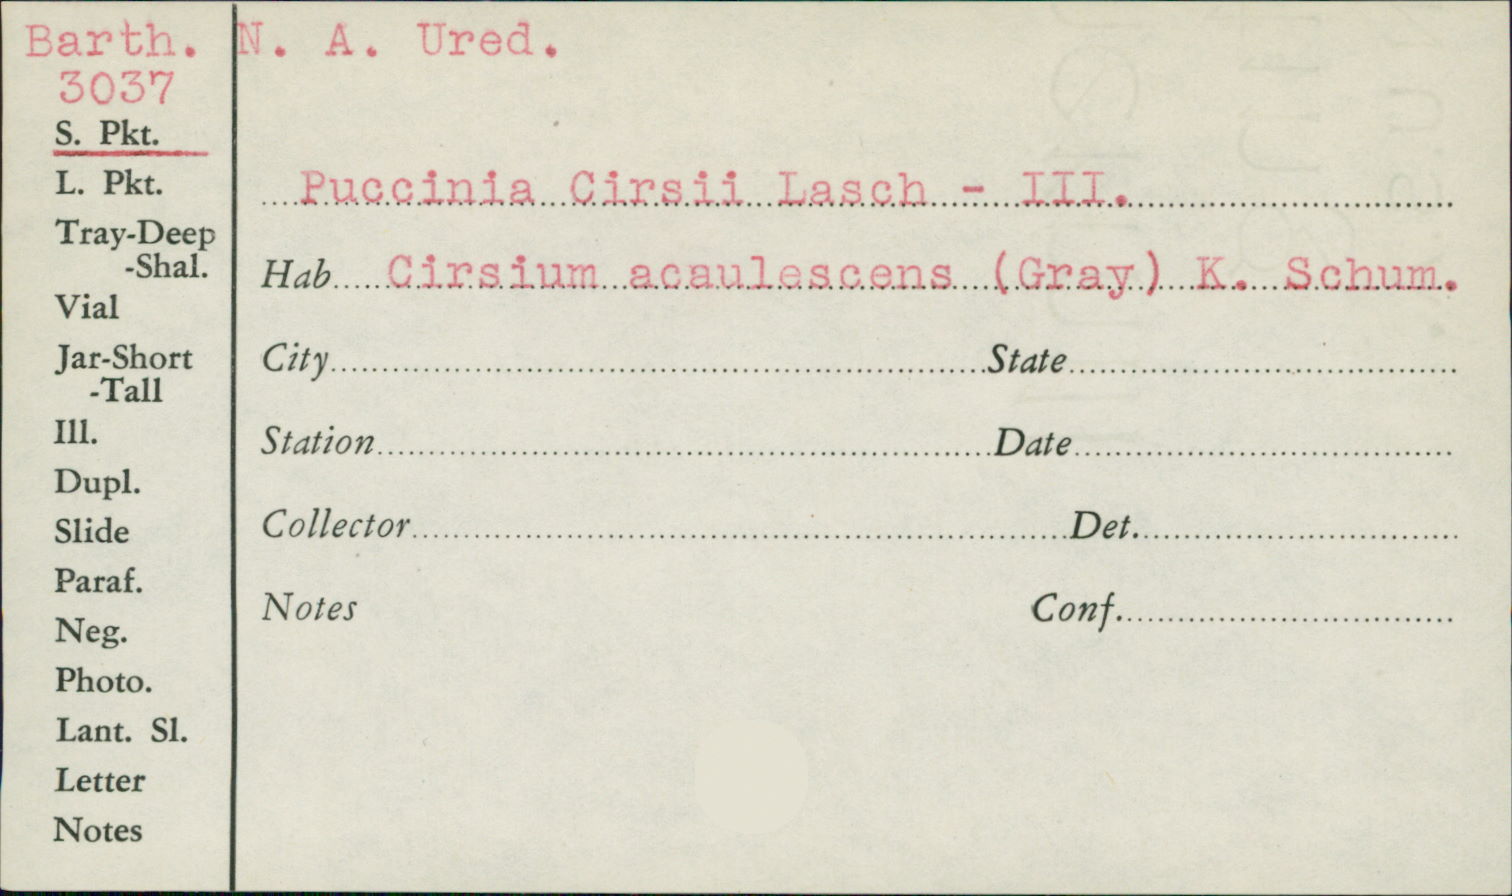 Barth. N. A. Ured.
3037
S. Pkt.
L. Pkt.
Tray-Deep
-Shal.
Vial
Jar-Short
-Tall
Ill.
Dupl.
Slide
Paraf.
Neg.
Photo.
Lant. Sl.
Letter
Notes
Puccinia Cirsii Lasch - III.
Hab Cirsium acaulescens (Gray) K. Schum.
City State
Station Date
Collector Det.
Notes Conf.